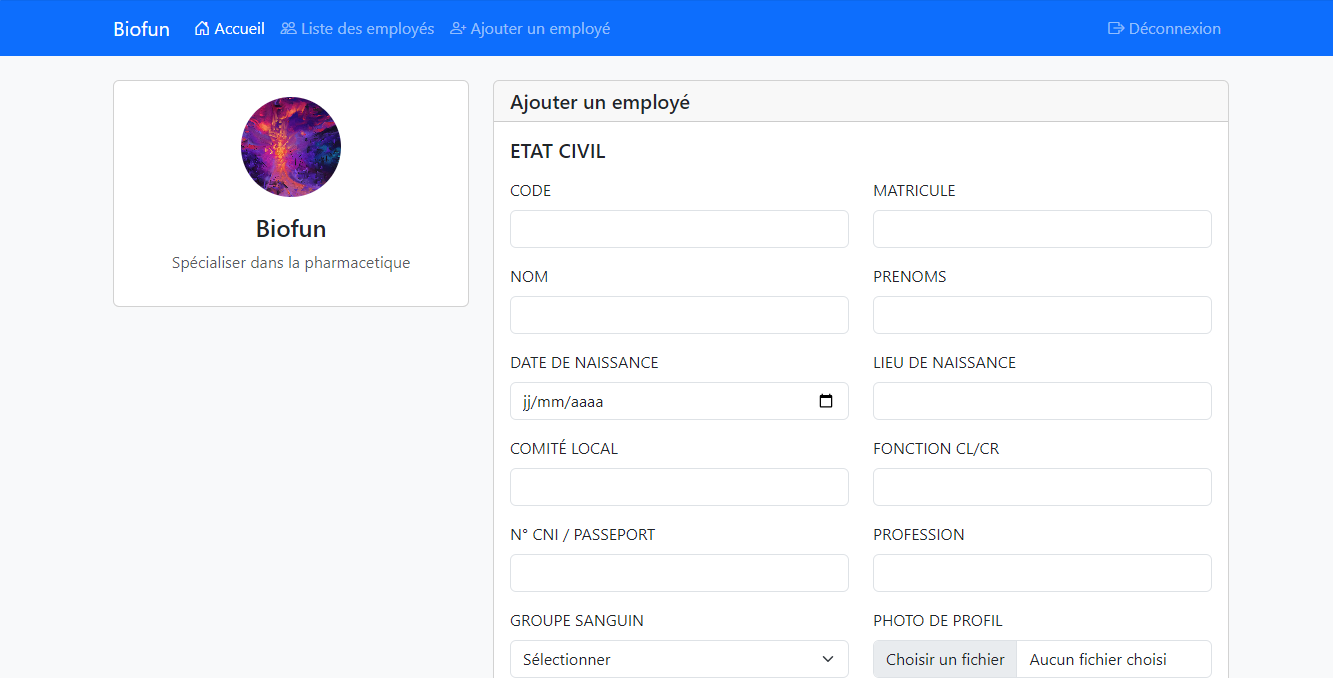 Biofun Accueil Liste des employés Ajouter un employé Déconnexion
Biofun
Spécialiser dans la pharmacetique
Ajouter un employé
ETAT CIVIL
CODE MATRICULE
NOM PRENOMS
DATE DE NAISSANCE LIEU DE NAISSANCE
jj/mm/aaaa
COMITÉ LOCAL FONCTION CL/CR
N° CNI / PASSEPORT PROFESSION
GROUPE SANGUIN PHOTO DE PROFIL
Sélectionner Choisir un fichier Aucun fichier choisi